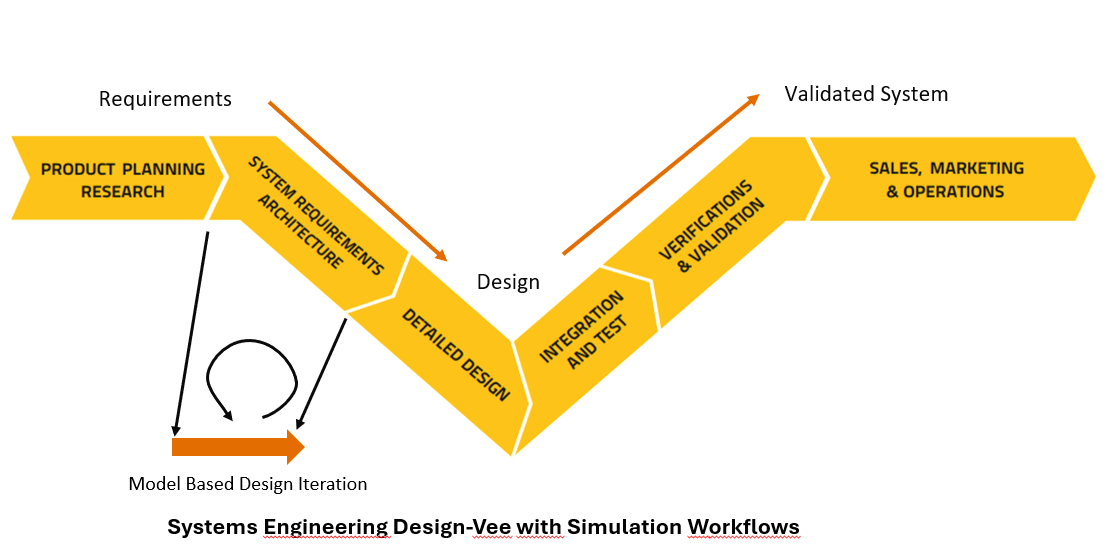 Requirements
Validated System
PRODUCT PLANNING
RESEARCH
SYSTEM REQUIREMENTS
ARCHITECTURE
DETAILED DESIGN
Design
INTEGRATION
AND TEST
VERIFICATIONS
& VALIDATION
SALES, MARKETING
& OPERATIONS
Model Based Design Iteration
Systems Engineering Design-Vee with Simulation Workflows